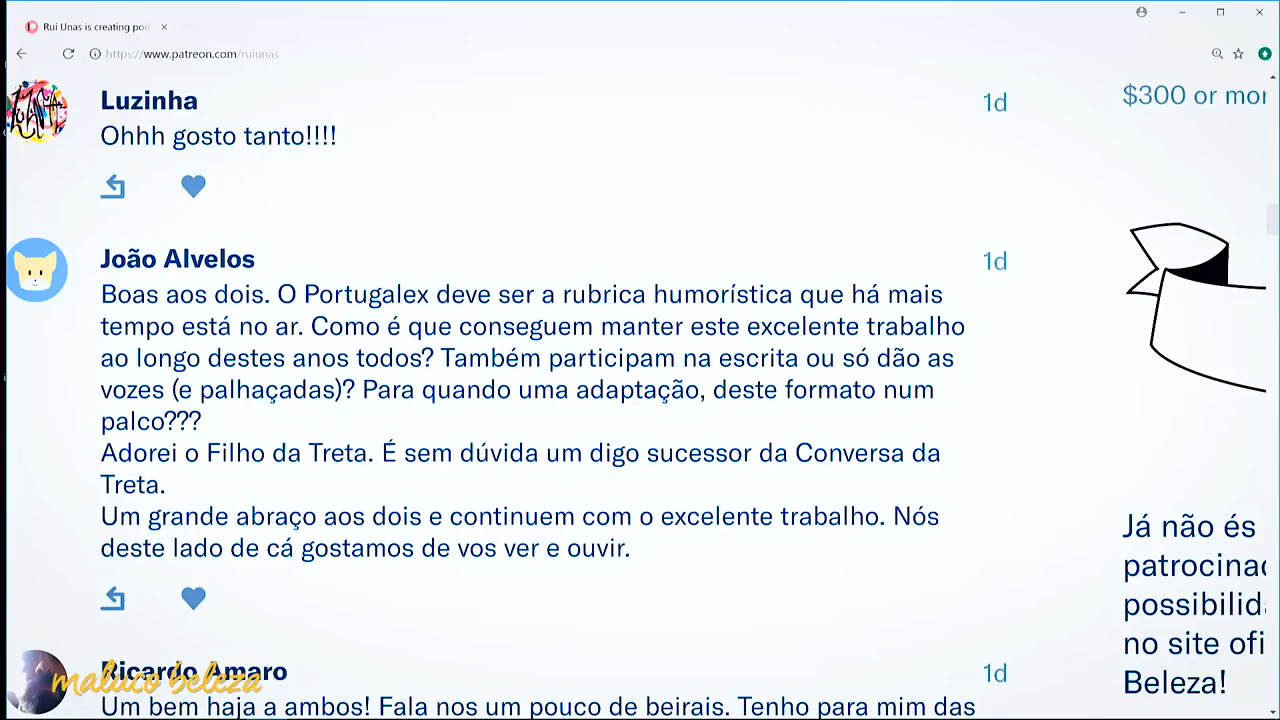 Rui Unas is creating pod
https://www.patreon.com/ruiunas
Luzinha
1d
Ohhh gosto tanto!!!!
$300 or mor
João Alvelos
1d
Boas aos dois. O Portugalex deve ser a rubrica humorística que há mais
tempo está no ar. Como é que conseguem manter este excelente trabalho
ao longo destes anos todos? Também participam na escrita ou só dão as
vozes (e palhaçadas)? Para quando uma adaptação, deste formato num
palco???
Adorei o Filho da Treta. É sem dúvida um digo sucessor da Conversa da
Treta.
Um grande abraço aos dois e continuem com o excelente trabalho. Nós
deste lado de cá gostamos de vos ver e ouvir.
Já não és
patrocinad
possibilida
no site ofi
Beleza!
Ricardo Amaro
1d
maluco beleza
Um bem haja a ambos! Fala nos um pouco de beirais. Tenho para mim das